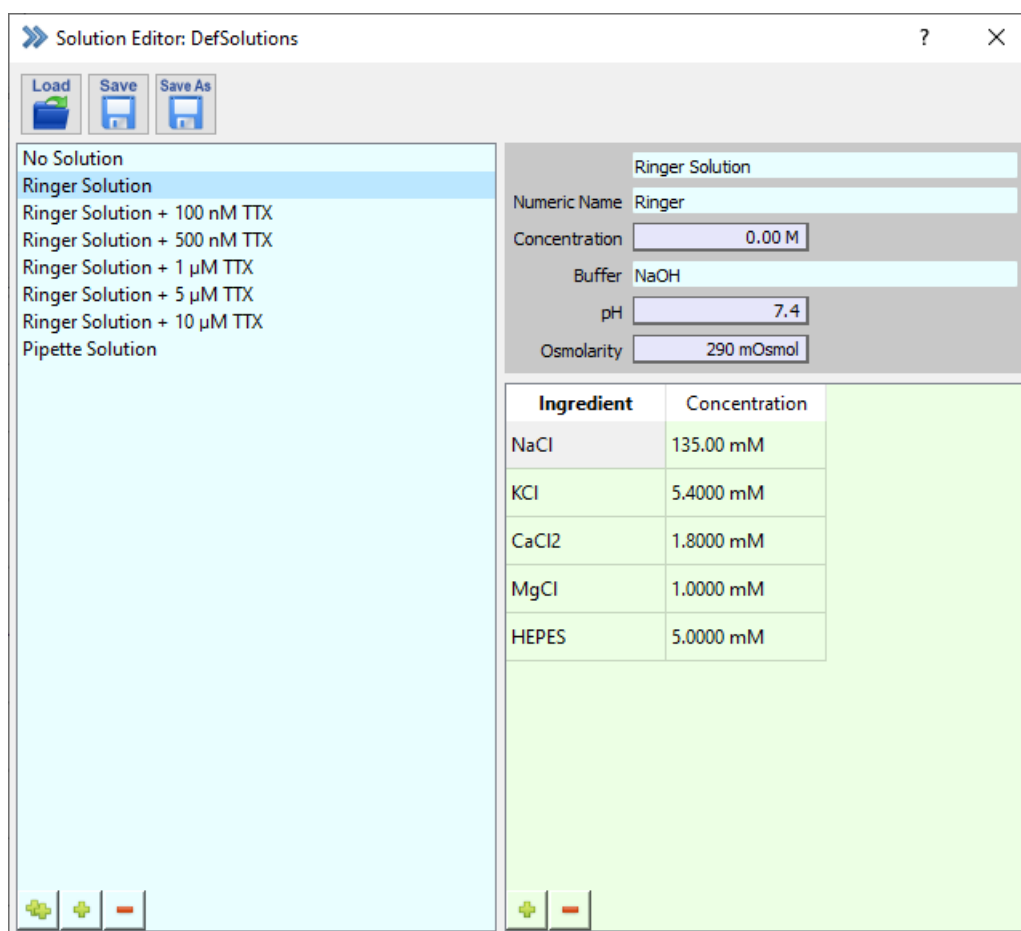 Solution Editor: DefSolutions
?
Load Save Save As
No Solution
Ringer Solution
Ringer Solution + 100 nM TTX
Ringer Solution + 500 nM TTX
Ringer Solution + 1 µM TTX
Ringer Solution + 5 µM TTX
Ringer Solution + 10 µM TTX
Pipette Solution
Ringer Solution
Numeric Name Ringer
Concentration 0.00 M
Buffer NaOH
pH 7.4
Osmolarity 290 mOsmol
Ingredient Concentration
NaCl 135.00 mM
KCl 5.4000 mM
CaCl2 1.8000 mM
MgCl 1.0000 mM
HEPES 5.0000 mM